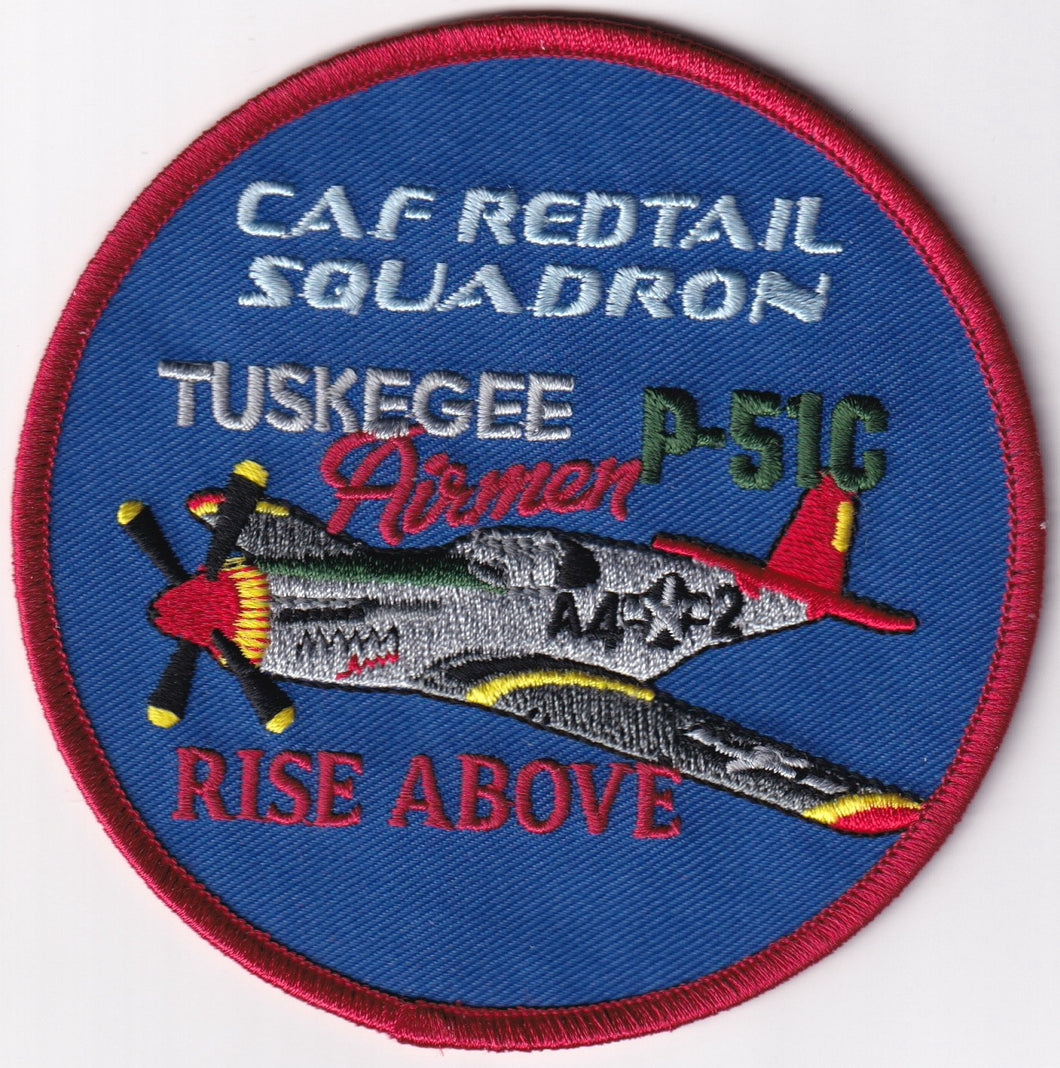 CAF REDTAIL
SQUADRON
TUSKEGEE
Airmen
P-51C
A4 2
RISE ABOVE